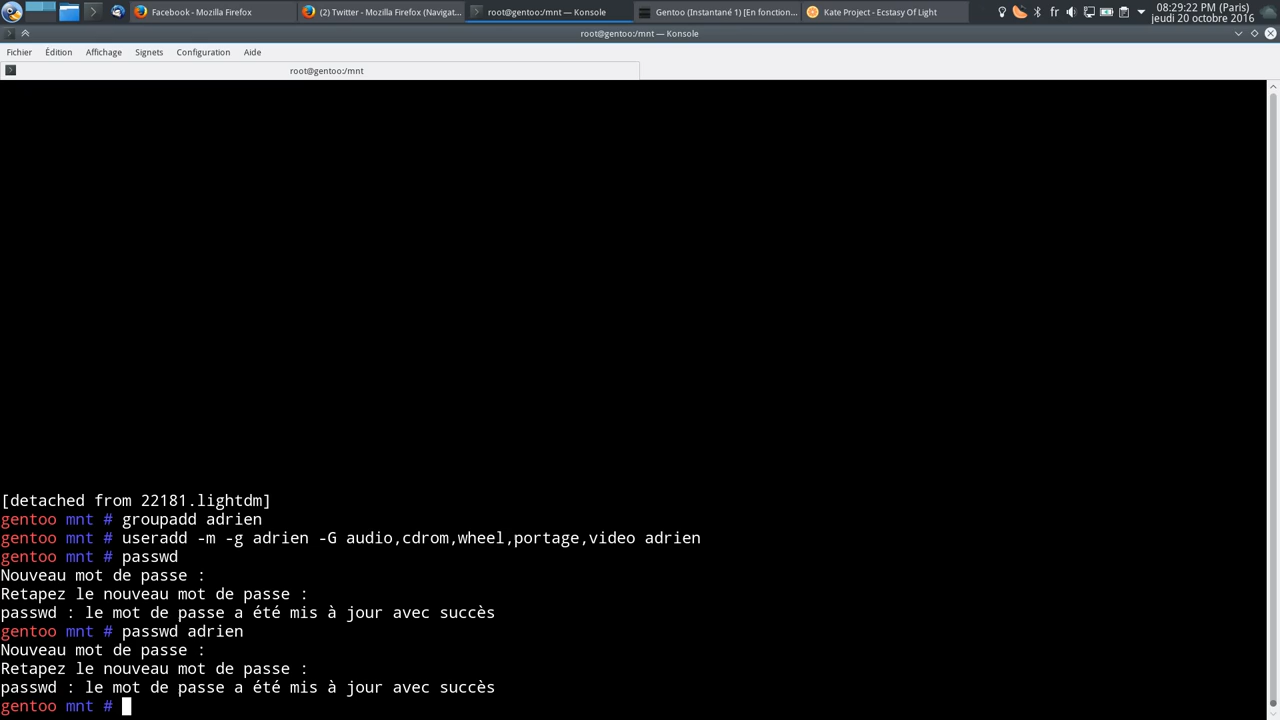 Facebook - Mozilla Firefox
(2) Twitter - Mozilla Firefox (Navigat...
root@gentoo:/mnt — Konsole
Gentoo (Instantané 1) [En fonction...
Kate Project - Ecstasy Of Light
fr
08:29:22 PM (Paris)
jeudi 20 octobre 2016
root@gentoo:/mnt — Konsole
Fichier Édition Affichage Signets Configuration Aide
root@gentoo:/mnt
[detached from 22181.lightdm]
gentoo mnt # groupadd adrien
gentoo mnt # useradd -m -g adrien -G audio,cdrom,wheel,portage,video adrien
gentoo mnt # passwd
Nouveau mot de passe :
Retapez le nouveau mot de passe :
passwd : le mot de passe a été mis à jour avec succès
gentoo mnt # passwd adrien
Nouveau mot de passe :
Retapez le nouveau mot de passe :
passwd : le mot de passe a été mis à jour avec succès
gentoo mnt #